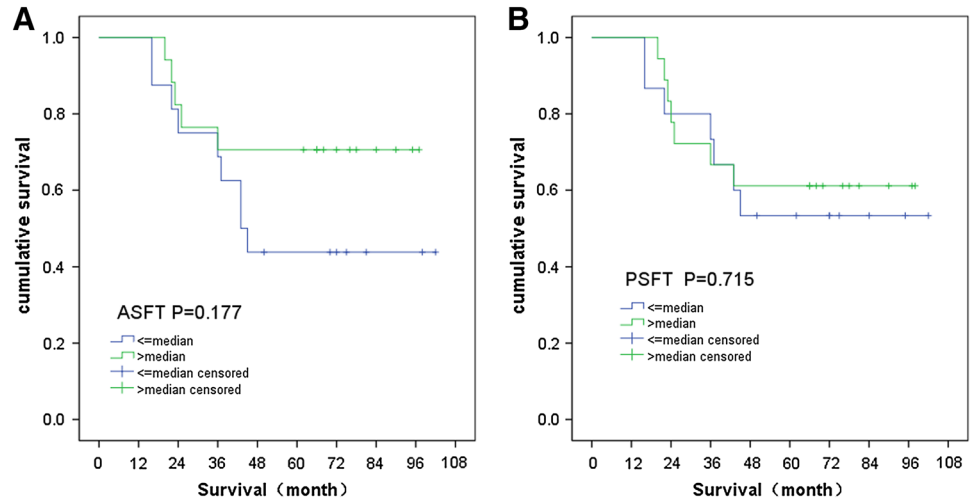 A
cumulative survival
1.0
0.8
0.6
0.4
0.2
0.0
ASFT P=0.177
<=median
>median
<=median censored
>median censored
0 12 24 36 48 60 72 84 96 108
Survival（month）
B
cumulative survival
1.0
0.8
0.6
0.4
0.2
0.0
PSFT P=0.715
<=median
>median
<=median censored
>median censored
0 12 24 36 48 60 72 84 96 108
Survival（month）